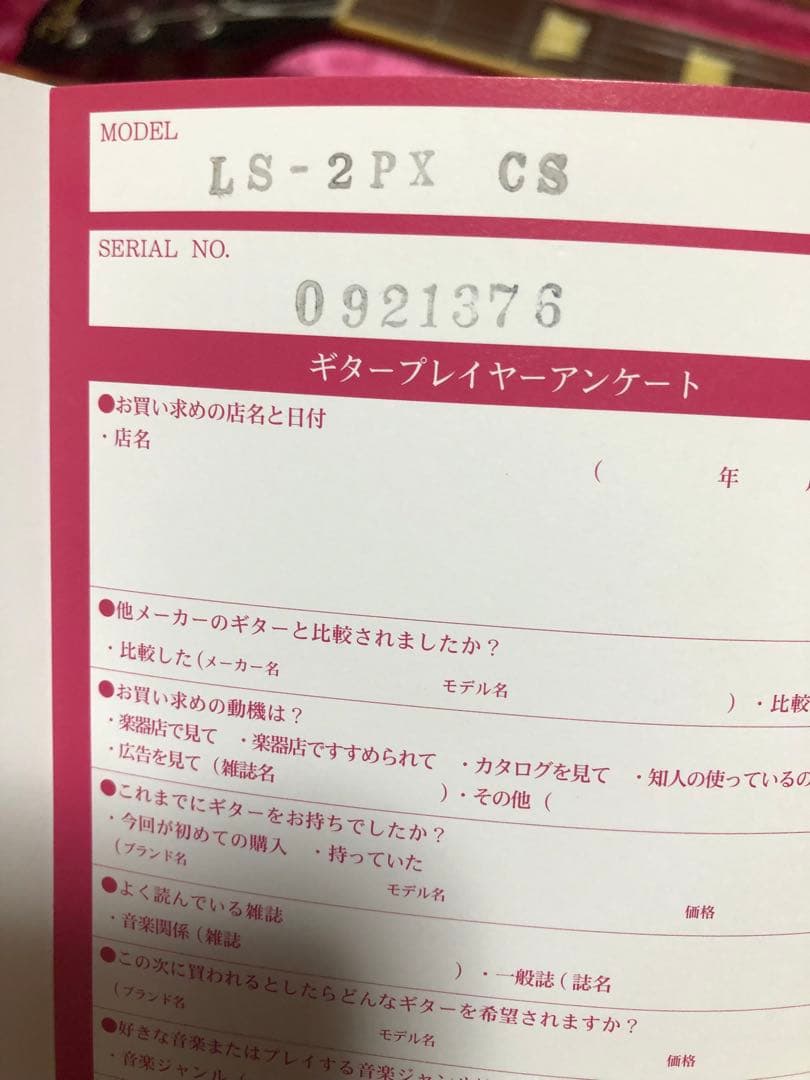 MODEL
LS-2PX CS
SERIAL NO.
0921376
ギタープレイヤーアンケート
●お買い求めの店名と日付
・店名
( 年
●他メーカーのギターと比較されましたか？
・比較した(メーカー名 モデル名 ) ・比較
●お買い求めの動機は？
・楽器店で見て ・楽器店ですすめられて ・カタログを見て ・知人の使っているの
・広告を見て (雑誌名 )・その他 (
●これまでにギターをお持ちでしたか？
・今回が初めての購入 ・持っていた
(ブランド名 モデル名 価格
●よく読んでいる雑誌
・音楽関係(雑誌 ) ・一般誌(誌名
●この次に買われるとしたらどんなギターを希望されますか？
(ブランド名 モデル名 価格
●好きな音楽またはプレイする音楽ジャンル
・音楽ジャンル (